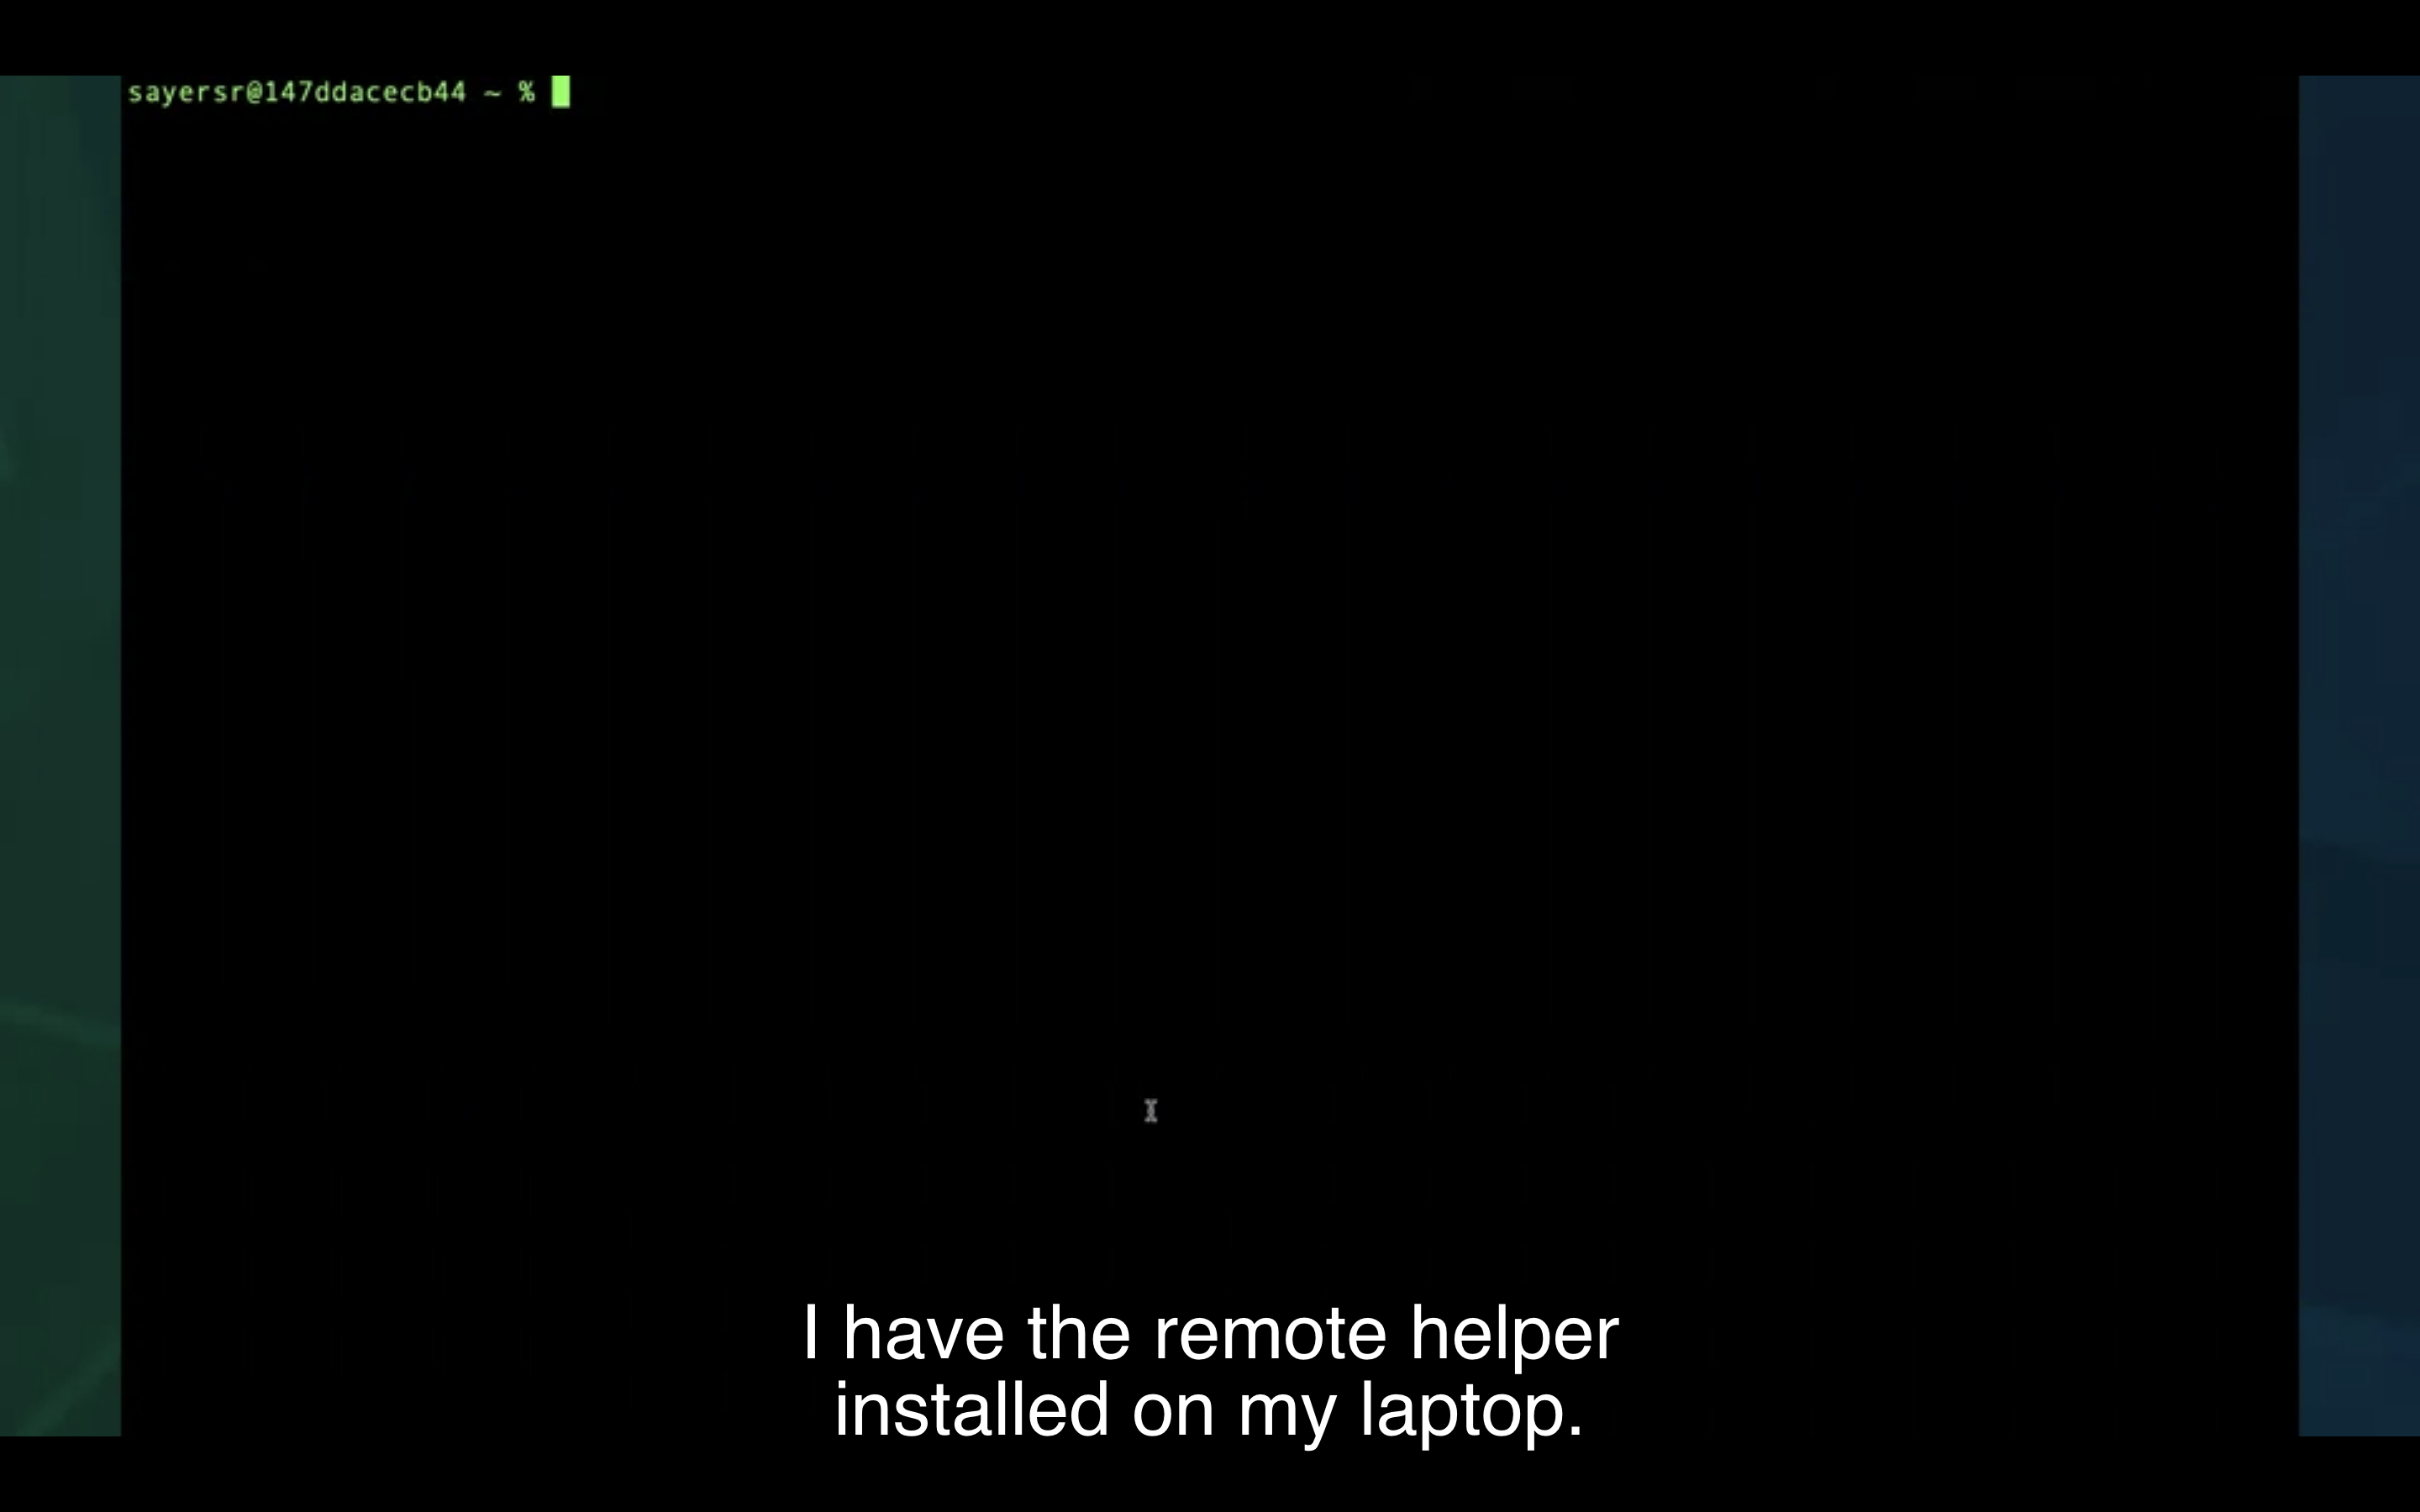 sayersr@147ddacecb44 ~ %
I have the remote helper
installed on my laptop.